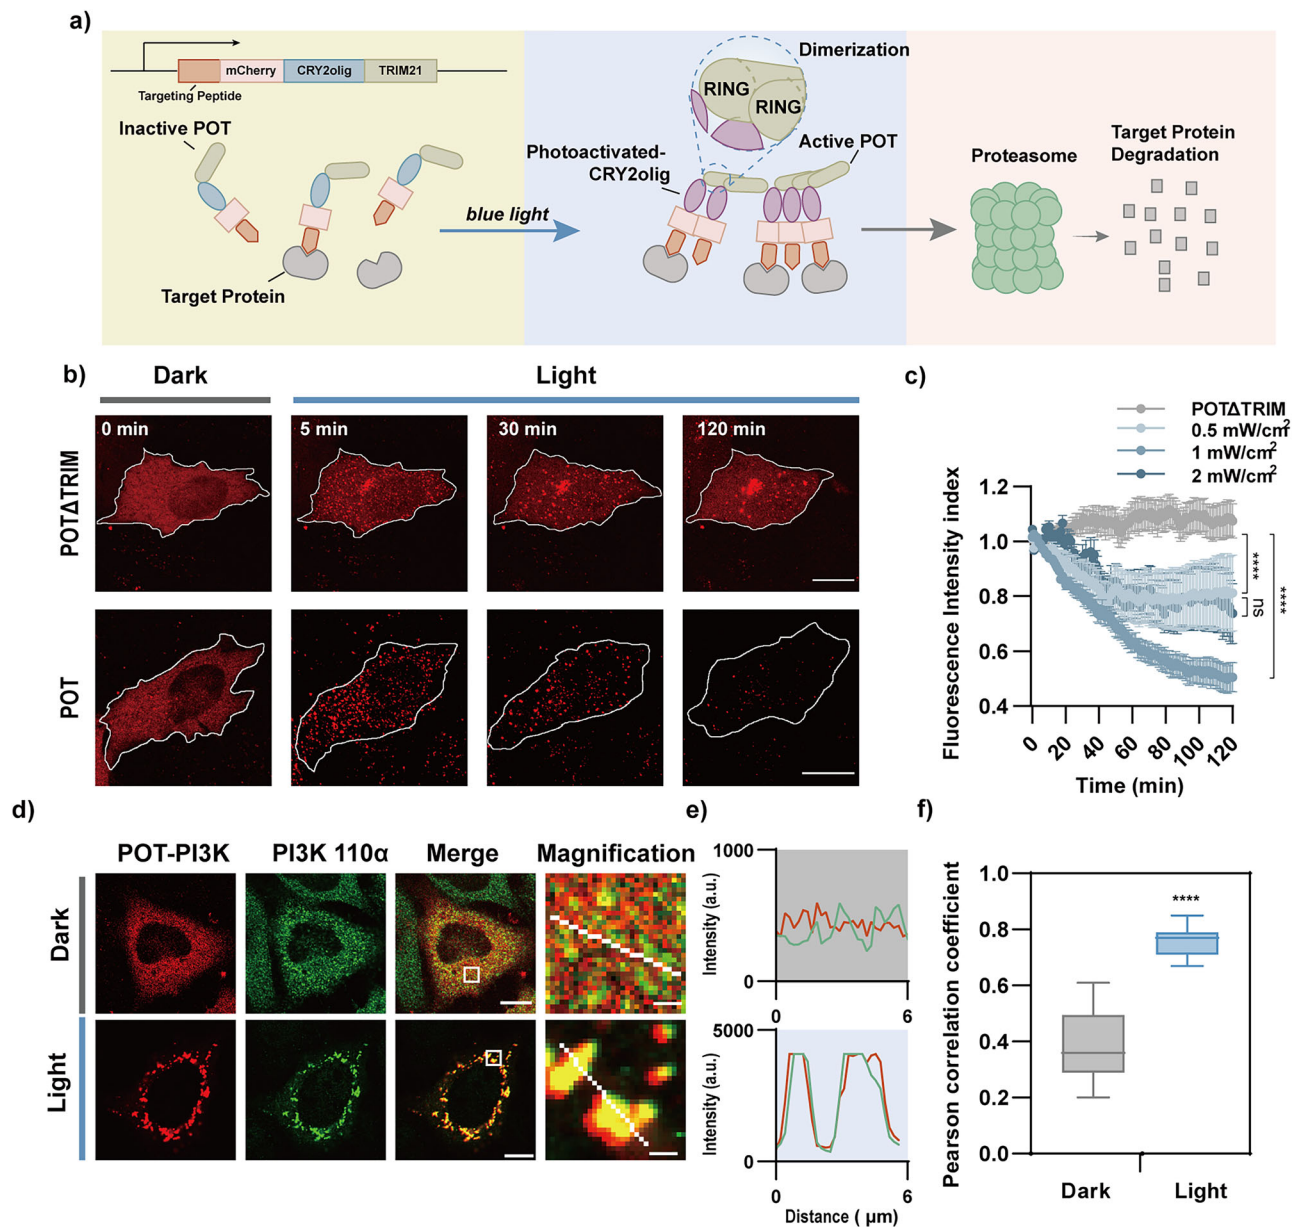 a)
mCherry
CRY2olig
TRIM21
Targeting Peptide
Inactive POT
Target Protein
blue light
Dimerization
RING
RING
Photoactivated-
CRY2olig
Active POT
Proteasome
Target Protein
Degradation
b)
Dark
Light
0 min
5 min
30 min
120 min
POTΔTRIM
POT
c)
POTΔTRIM
0.5 mW/cm2
1 mW/cm2
2 mW/cm2
Fluorescence Intensity index
1.2
1.0
0.8
0.6
0.4
0
20
40
60
80
100
120
Time (min)
****
ns
****
d)
POT-PI3K
PI3K 110α
Merge
Magnification
Dark
Light
e)
1000
Intensity (a.u.)
0
0
6
5000
Intensity (a.u.)
0
0
6
Distance ( μm)
f)
Pearson correlation coefficient
1.0
0.8
0.6
0.4
0.2
0.0
****
Dark
Light